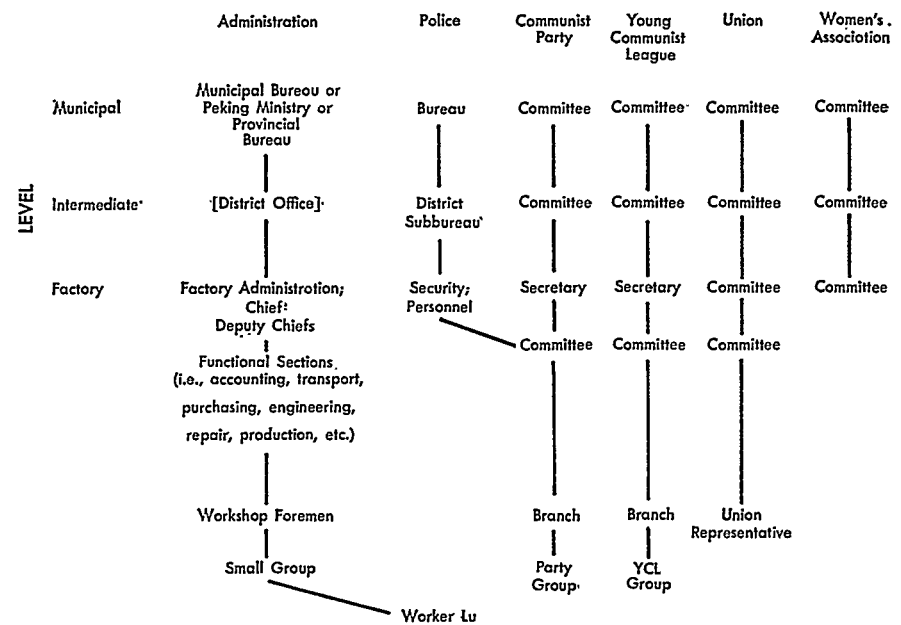 Administration Police Communist Party Young Communist League Union Women's Association
Municipal
Municipal Bureau or
Peking Ministry or
Provincial
Bureau
Bureau Committee Committee Committee Committee
LEVEL
Intermediate [District Office] District Subbureau Committee Committee Committee Committee
Factory
Factory Administration;
Chief:
Deputy Chiefs
Security;
Personnel
Secretary Secretary Committee Committee
Committee Committee Committee
Functional Sections
(i.e., accounting, transport,
purchasing, engineering,
repair, production, etc.)
Workshop Foremen Branch Branch Union Representative
Small Group Party Group YCL Group
Worker Lu